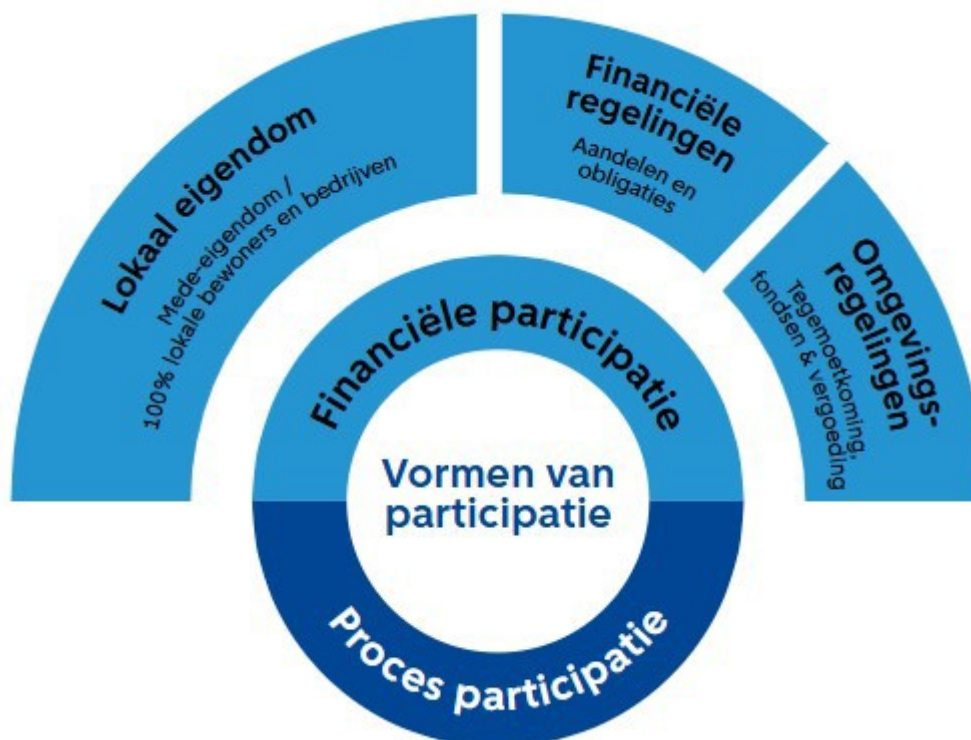 Lokaal eigendom
Mede-eigendom /
100% lokale bewoners en bedrijven
Financiële
regelingen
Aandelen en
obligaties
Omgevings-
regelingen
Tegemoetkoming,
fondsen & vergoeding
Financiële participatie
Vormen van
participatie
Proces participatie